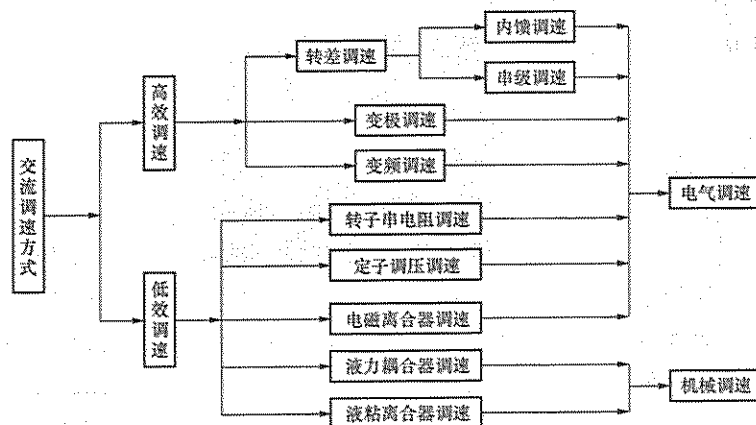 交流调速方式
高效调速
低效调速
转差调速
内馈调速
串级调速
变极调速
变频调速
转子串电阻调速
定子调压调速
电磁离合器调速
液力耦合器调速
液粘离合器调速
电气调速
机械调速